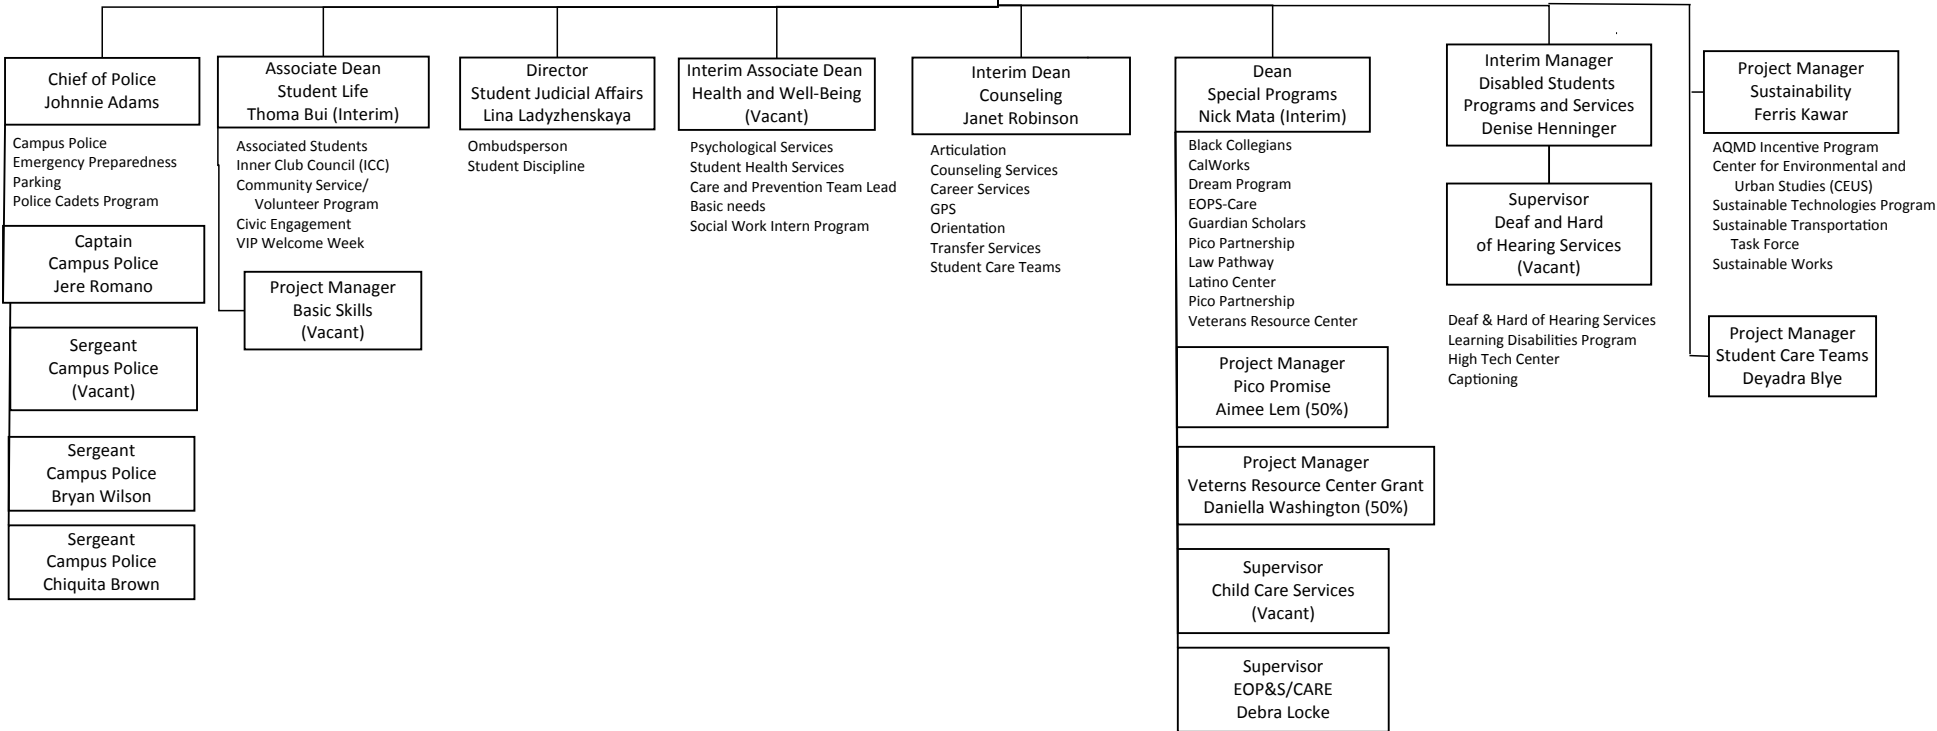 Chief of Police
Johnnie Adams
Campus Police
Emergency Preparedness
Parking
Police Cadets Program
Captain
Campus Police
Jere Romano
Sergeant
Campus Police
(Vacant)
Sergeant
Campus Police
Bryan Wilson
Sergeant
Campus Police
Chiquita Brown
Associate Dean
Student Life
Thoma Bui (Interim)
Associated Students
Inner Club Council (ICC)
Community Service/
Volunteer Program
Civic Engagement
VIP Welcome Week
Project Manager
Basic Skills
(Vacant)
Director
Student Judicial Affairs
Lina Ladyzhenskaya
Ombudsperson
Student Discipline
Interim Associate Dean
Health and Well-Being
(Vacant)
Psychological Services
Student Health Services
Care and Prevention Team Lead
Basic needs
Social Work Intern Program
Interim Dean
Counseling
Janet Robinson
Articulation
Counseling Services
Career Services
GPS
Orientation
Transfer Services
Student Care Teams
Dean
Special Programs
Nick Mata (Interim)
Black Collegians
CalWorks
Dream Program
EOPS-Care
Guardian Scholars
Pico Partnership
Law Pathway
Latino Center
Pico Partnership
Veterans Resource Center
Project Manager
Pico Promise
Aimee Lem (50%)
Project Manager
Veterns Resource Center Grant
Daniella Washington (50%)
Supervisor
Child Care Services
(Vacant)
Supervisor
EOP&S/CARE
Debra Locke
Interim Manager
Disabled Students
Programs and Services
Denise Henninger
Supervisor
Deaf and Hard
of Hearing Services
(Vacant)
Deaf & Hard of Hearing Services
Learning Disabilities Program
High Tech Center
Captioning
Project Manager
Sustainability
Ferris Kawar
AQMD Incentive Program
Center for Environmental and
Urban Studies (CEUS)
Sustainable Technologies Program
Sustainable Transportation
Task Force
Sustainable Works
Project Manager
Student Care Teams
Deyadra Blye